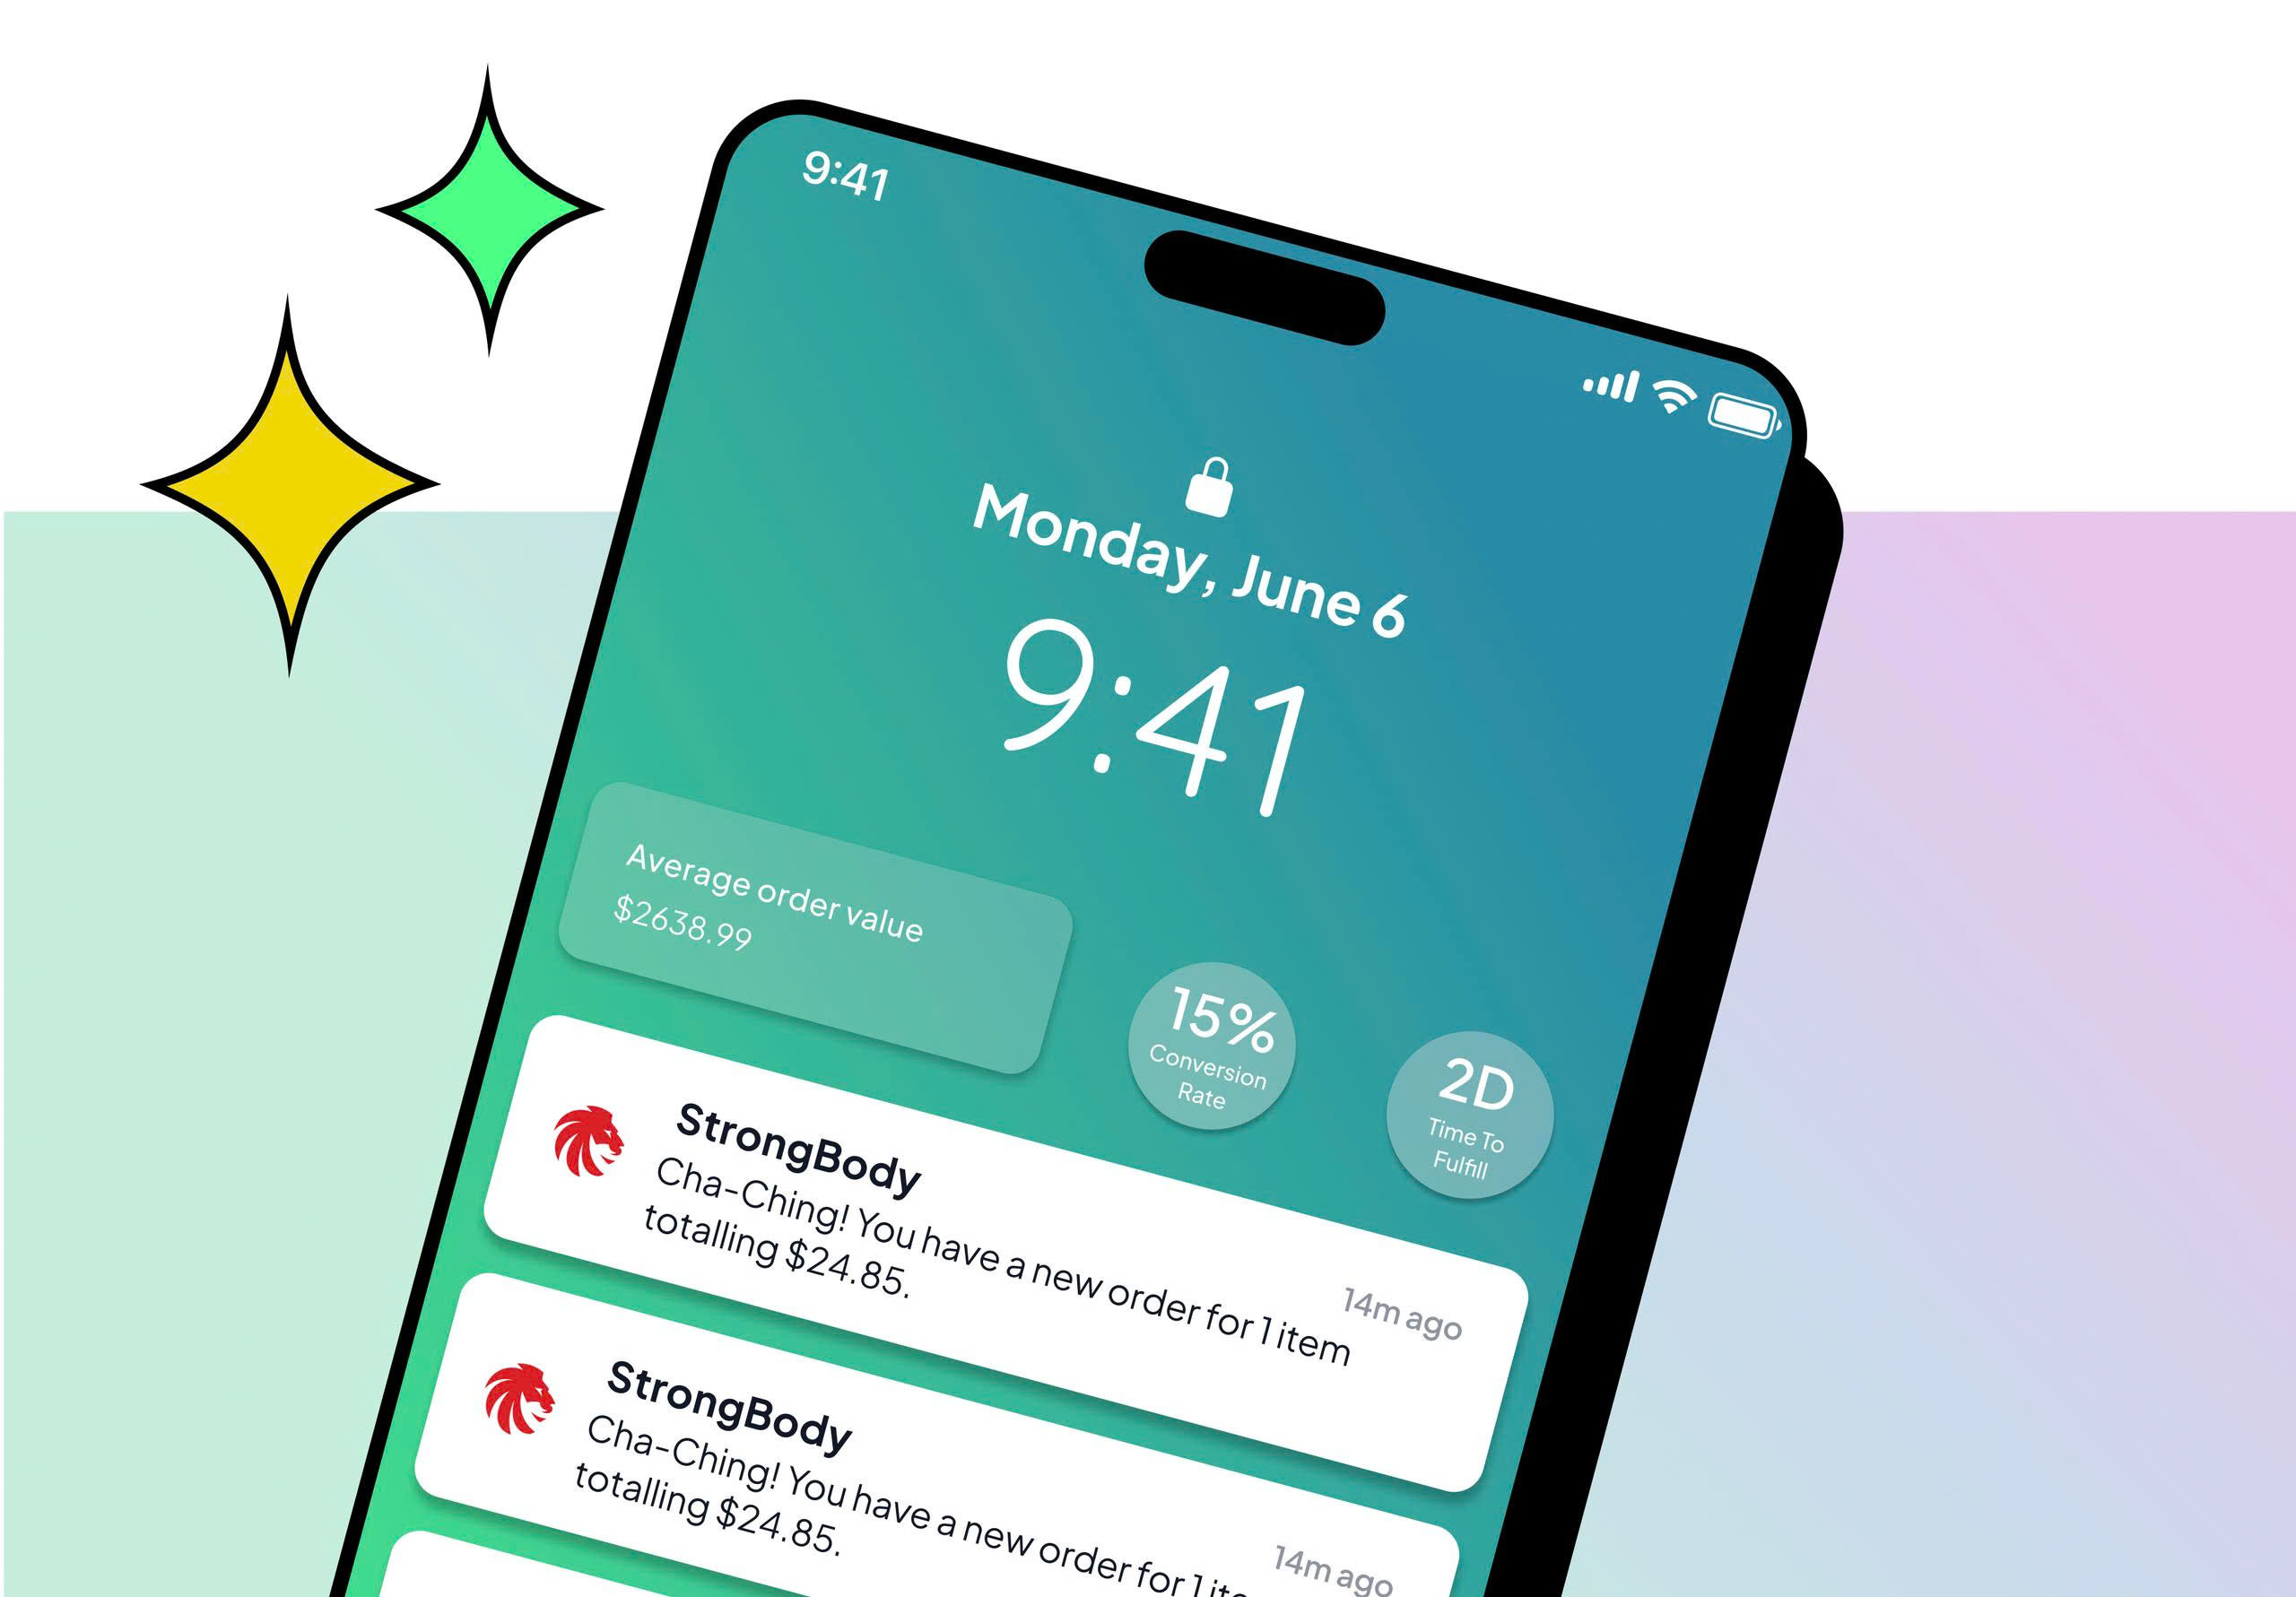 9:41
Monday, June 6
9:41
Average order value
$2638.99
15%
Conversion
Rate
2D
Time To
Fulfill
StrongBody
Cha-Ching! You have a new order for 1 item
totalling $24.85.
14m ago
StrongBody
Cha-Ching! You have a new order for 1
totalling $24.85.
14m ago